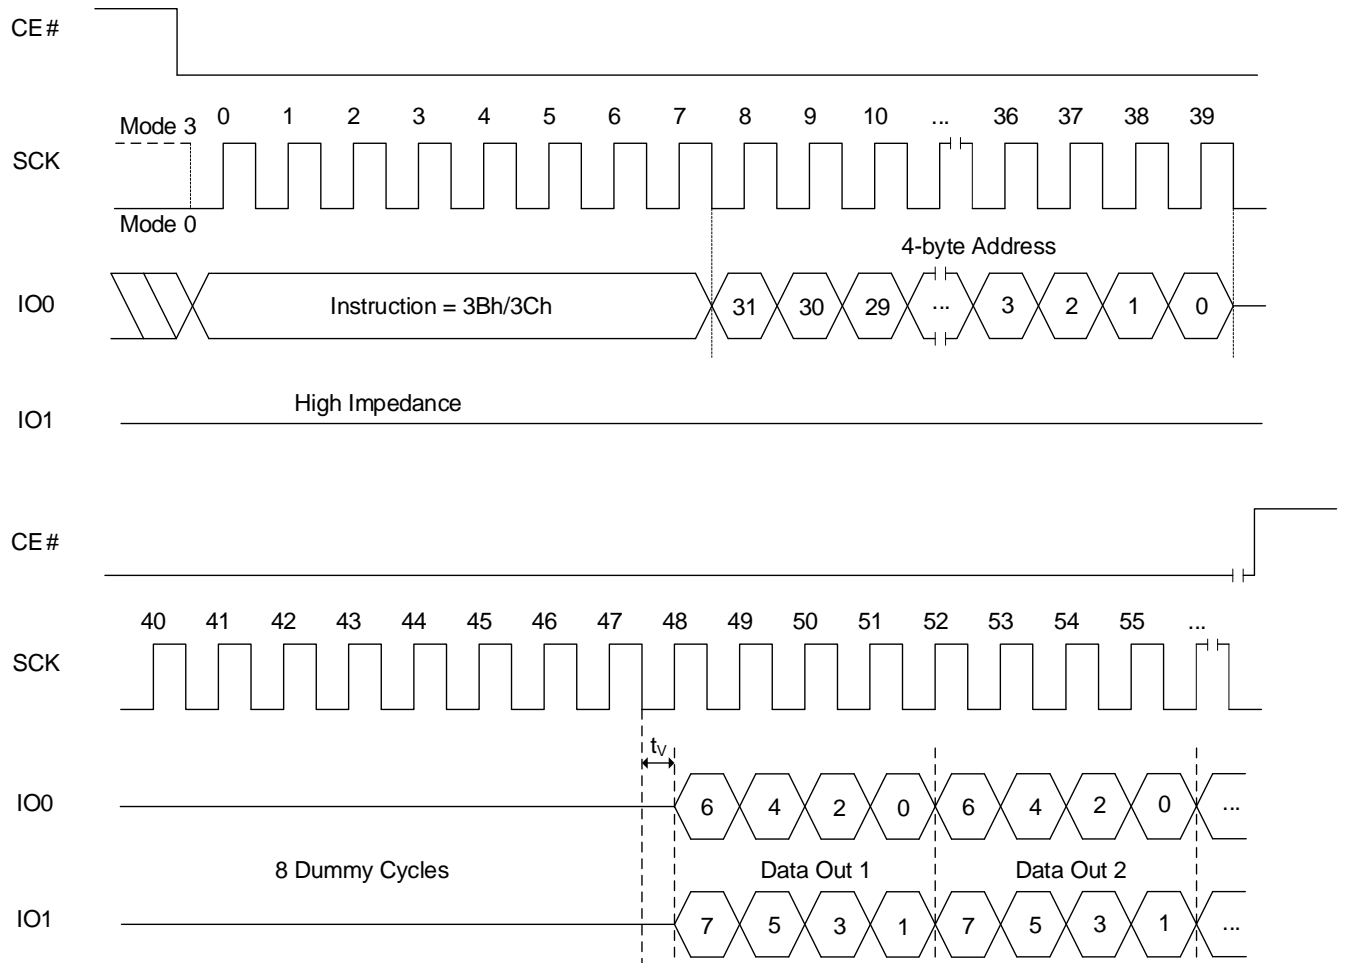 CE#
0 1 2 3 4 5 6 7 8 9 10 ... 36 37 38 39
Mode 3
SCK
Mode 0
4-byte Address
IO0 Instruction = 3Bh/3Ch 31 30 29 ... 3 2 1 0
High Impedance
IO1
CE#
40 41 42 43 44 45 46 47 48 49 50 51 52 53 54 55 ...
SCK
tV
IO0 6 4 2 0 6 4 2 0 ...
8 Dummy Cycles Data Out 1 Data Out 2
IO1 7 5 3 1 7 5 3 1 ...